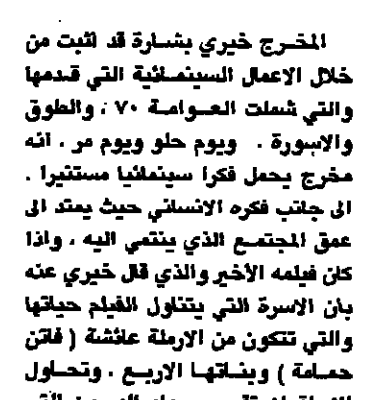 المخرج خيري بشارة قد اثبت من
خلال الاعمال السينمائية التي قدمها
والتي شملت العوامة ٧٠ ، والطوق
والاسورة . ويوم حلو ويوم مر . انه
مخرج يحمل فكرا سينمائيا مستنيرا .
الى جانب فكره الانساني حيث يمتد الى
عمق المجتمع الذي ينتمي اليه ، واذا
كان فيلمه الأخير والذي قال خيري عنه
بأن الاسرة التي يتناول الفيلم حياتها
والتي تتكون من الارملة عائشة ( فاتن
حمامة ) وبناتها الاربع . وتحاول